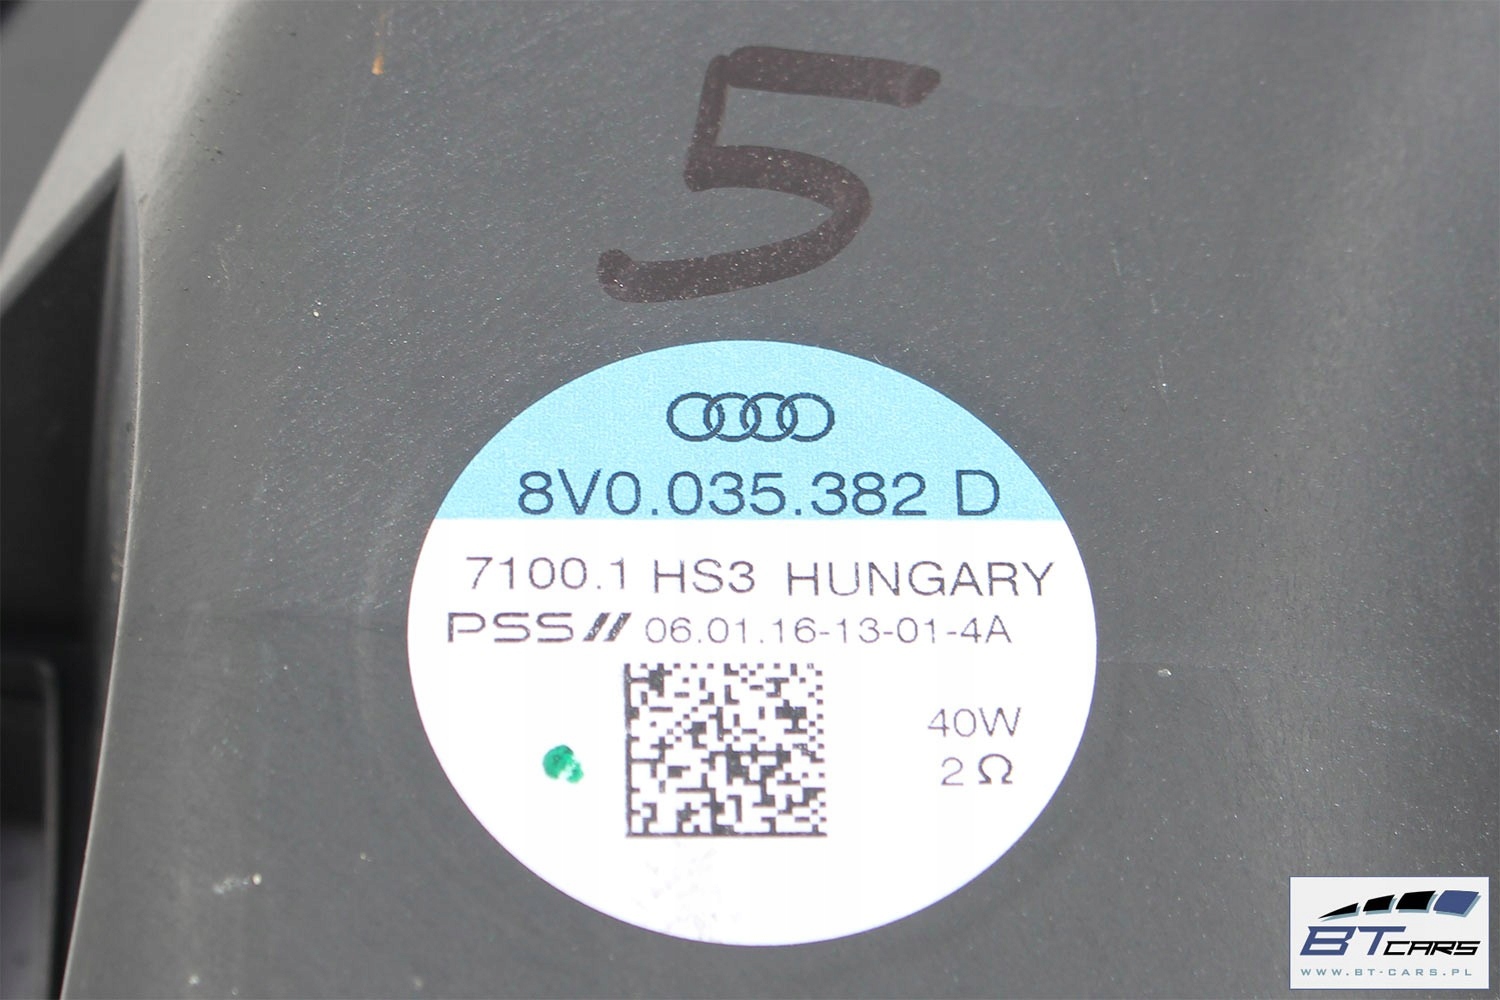 5
8V0.035.382 D
7100.1 HS3 HUNGARY
PSS// 06.01.16-13-01-4A
40W
2 Ω
BT CARS
WWW.BT-CARS.PL